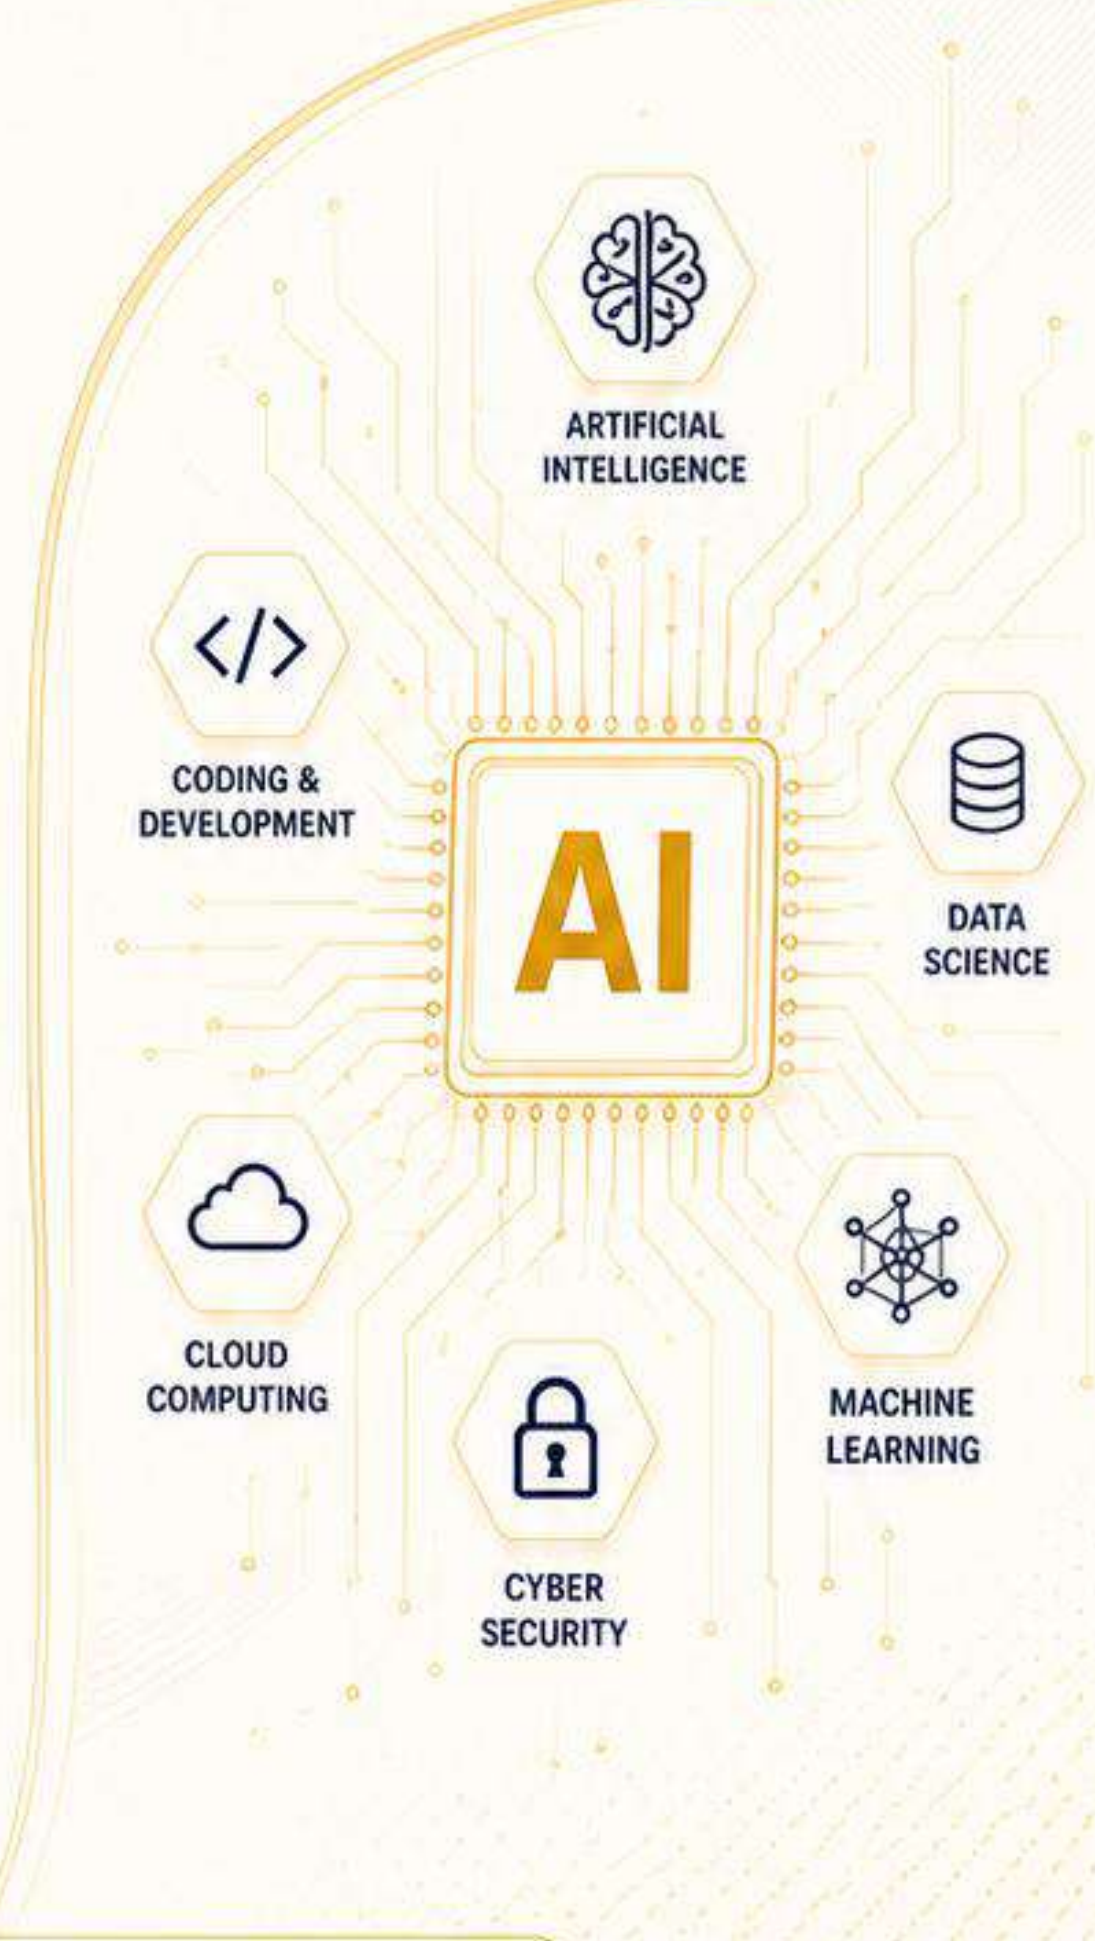 ARTIFICIAL
INTELLIGENCE
</>
CODING &
DEVELOPMENT
AI
DATA
SCIENCE
CLOUD
COMPUTING
MACHINE
LEARNING
CYBER
SECURITY